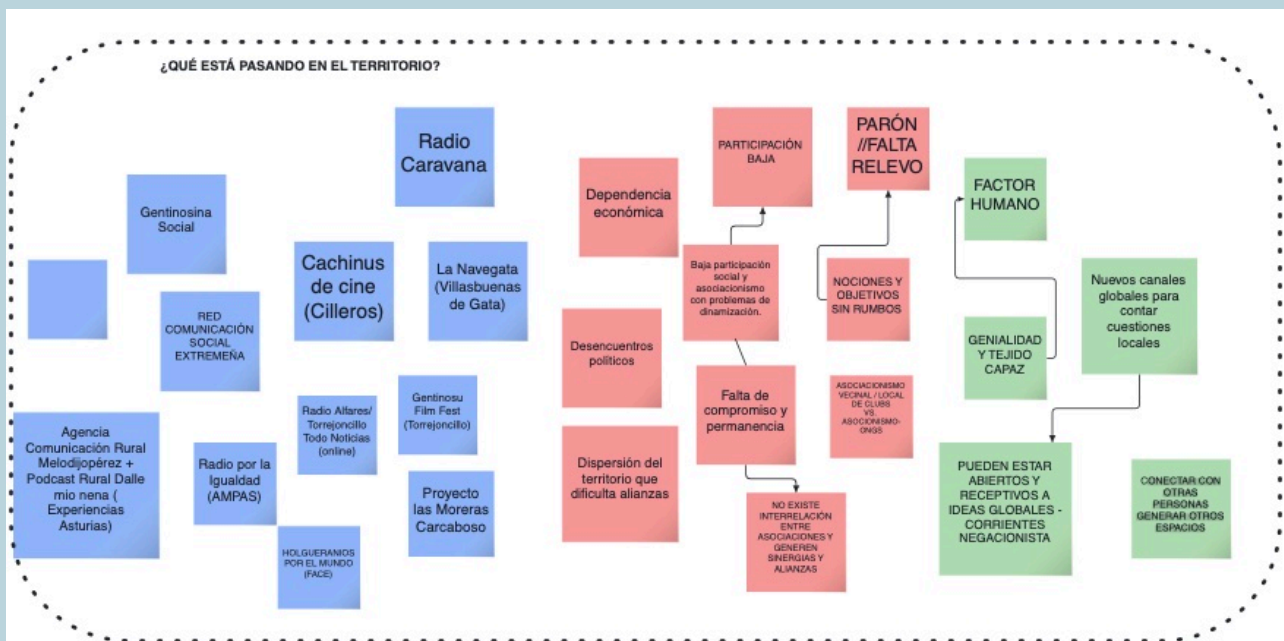 ¿QUÉ ESTÁ PASANDO EN EL TERRITORIO?
Radio
Caravana
Gentinosina
Social
Cachinus
de cine
(Cilleros)
La Navegata
(Villasbuenas
de Gata)
RED
COMUNICACIÓN
SOCIAL
EXTREMEÑA
Agencia
Comunicación Rural
Melodijopérez +
Podcast Rural Dalle
mio nena (
Experiencias
Asturias)
Radio por la
Igualdad
(AMPAS)
Radio Alfares/
Torrejoncillo
Todo Noticias
(online)
Gentinosu
Film Fest
(Torrejoncillo)
Proyecto
las Moreras
Carcaboso
HOLGUERANIOS
POR EL MUNDO
(FACE)
Dependencia
económica
PARTICIPACIÓN
BAJA
PARÓN
//FALTA
RELEVO
Baja participación
social y
asociacionismo
con problemas de
dinamización.
NOCIONES Y
OBJETIVOS
SIN RUMBOS
Desencuentros
políticos
Falta de
compromiso y
permanencia
ASOCIACIONISMO
VECINAL / LOCAL
DE CLUBS
VS.
ASOCIONISMO-
ONGS
Dispersión del
territorio que
dificulta alianzas
NO EXISTE
INTERRELACIÓN
ENTRE
ASOCIACIONES Y
GENEREN
SINERGIAS Y
ALIANZAS
FACTOR
HUMANO
Nuevos canales
globales para
contar
cuestiones
locales
GENIALIDAD
Y TEJIDO
CAPAZ
PUEDEN ESTAR
ABIERTOS Y
RECEPTIVOS A
IDEAS GLOBALES -
CORRIENTES
NEGACIONISTA
CONECTAR CON
OTRAS
PERSONAS
GENERAR OTROS
ESPACIOS